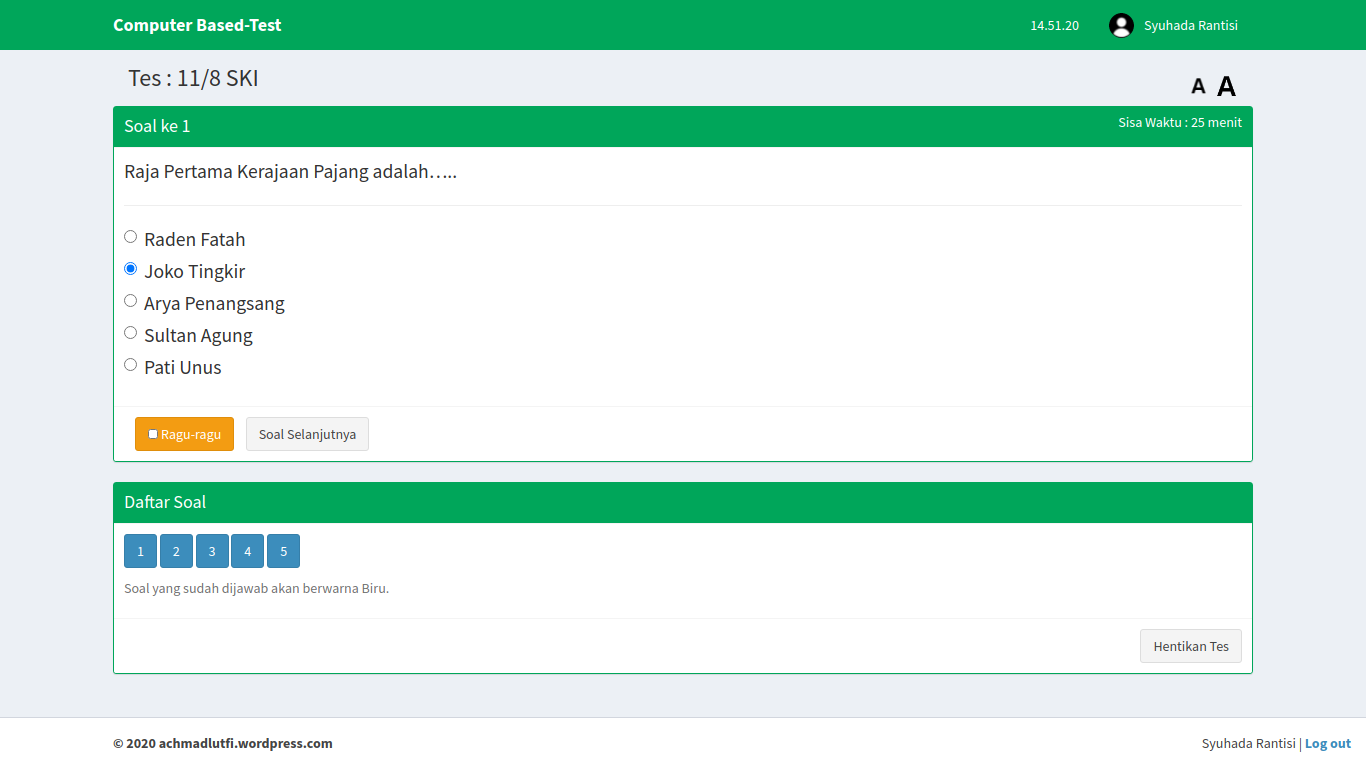 Computer Based-Test
14.51.20
Syuhada Rantisi
Tes : 11/8 SKI
A A
Soal ke 1
Sisa Waktu : 25 menit
Raja Pertama Kerajaan Pajang adalah…..
Raden Fatah
Joko Tingkir
Arya Penangsang
Sultan Agung
Pati Unus
Ragu-ragu
Soal Selanjutnya
Daftar Soal
1 2 3 4 5
Soal yang sudah dijawab akan berwarna Biru.
Hentikan Tes
© 2020 achmadlutfi.wordpress.com
Syuhada Rantisi | Log out